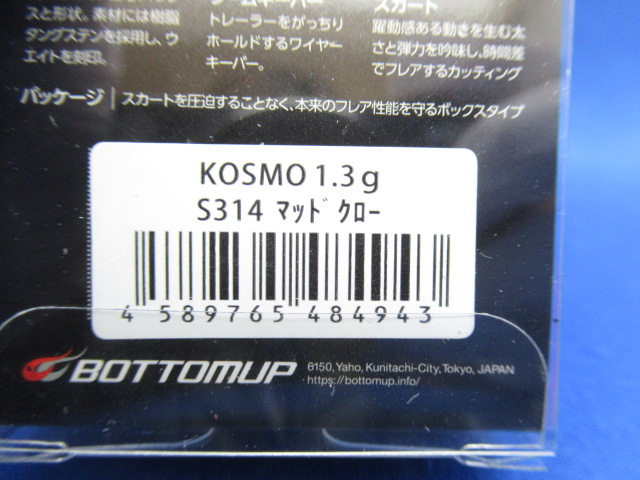 スと形状。素材には樹脂
タングステンを採用し、ウ
エイトを刻印。
トレーラーをがっちり
ホールドするワイヤー
キーパー。
スカート
躍動感ある動きを生む太
さと弾力を吟味し、時間差
でフレアするカッティング
パッケージ｜スカートを圧迫することなく、本来のフレア性能を守るボックスタイプ
KOSMO 1.3g
S314 ﾏｯﾄﾞｸﾛｰ
4 589765 484943
BOTTOMUP
6150, Yaho, Kunitachi-City, Tokyo, JAPAN
https://bottomup.info/